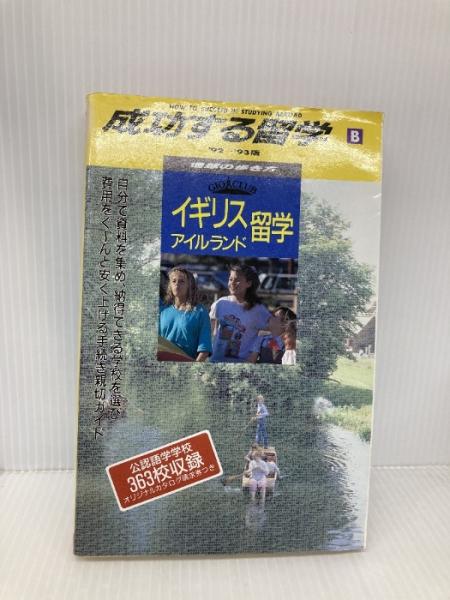 HOW TO SUCCEED IN STUDYING ABROAD
成功する留学
B
'92～'93版
地球の歩き方
GIO CLUB
イギリス
アイルランド
留学
自分で資料を集め、納得できる学校を選び
費用をぐーんと安く上げる手続き親切ガイド
公認語学学校
363校収録
オリジナルカタログ請求券つき